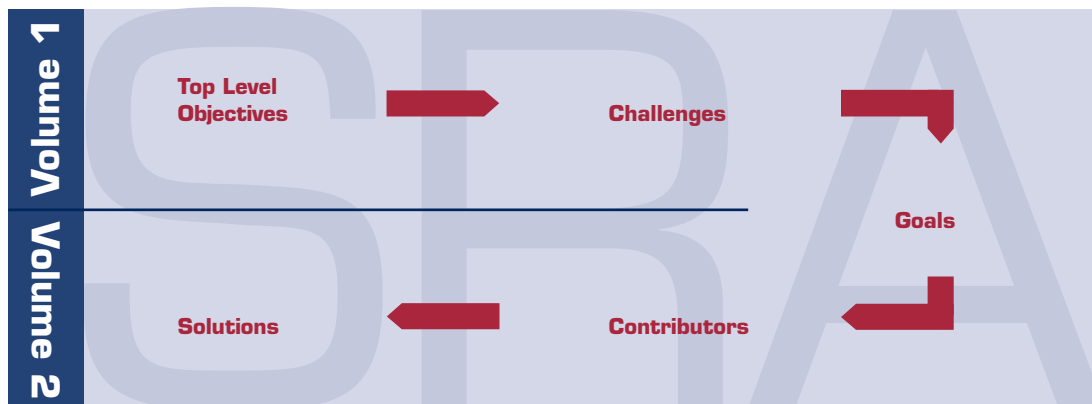 SRA
Volume 1
Top Level
Objectives
Challenges
Goals
Volume 2
Solutions
Contributors